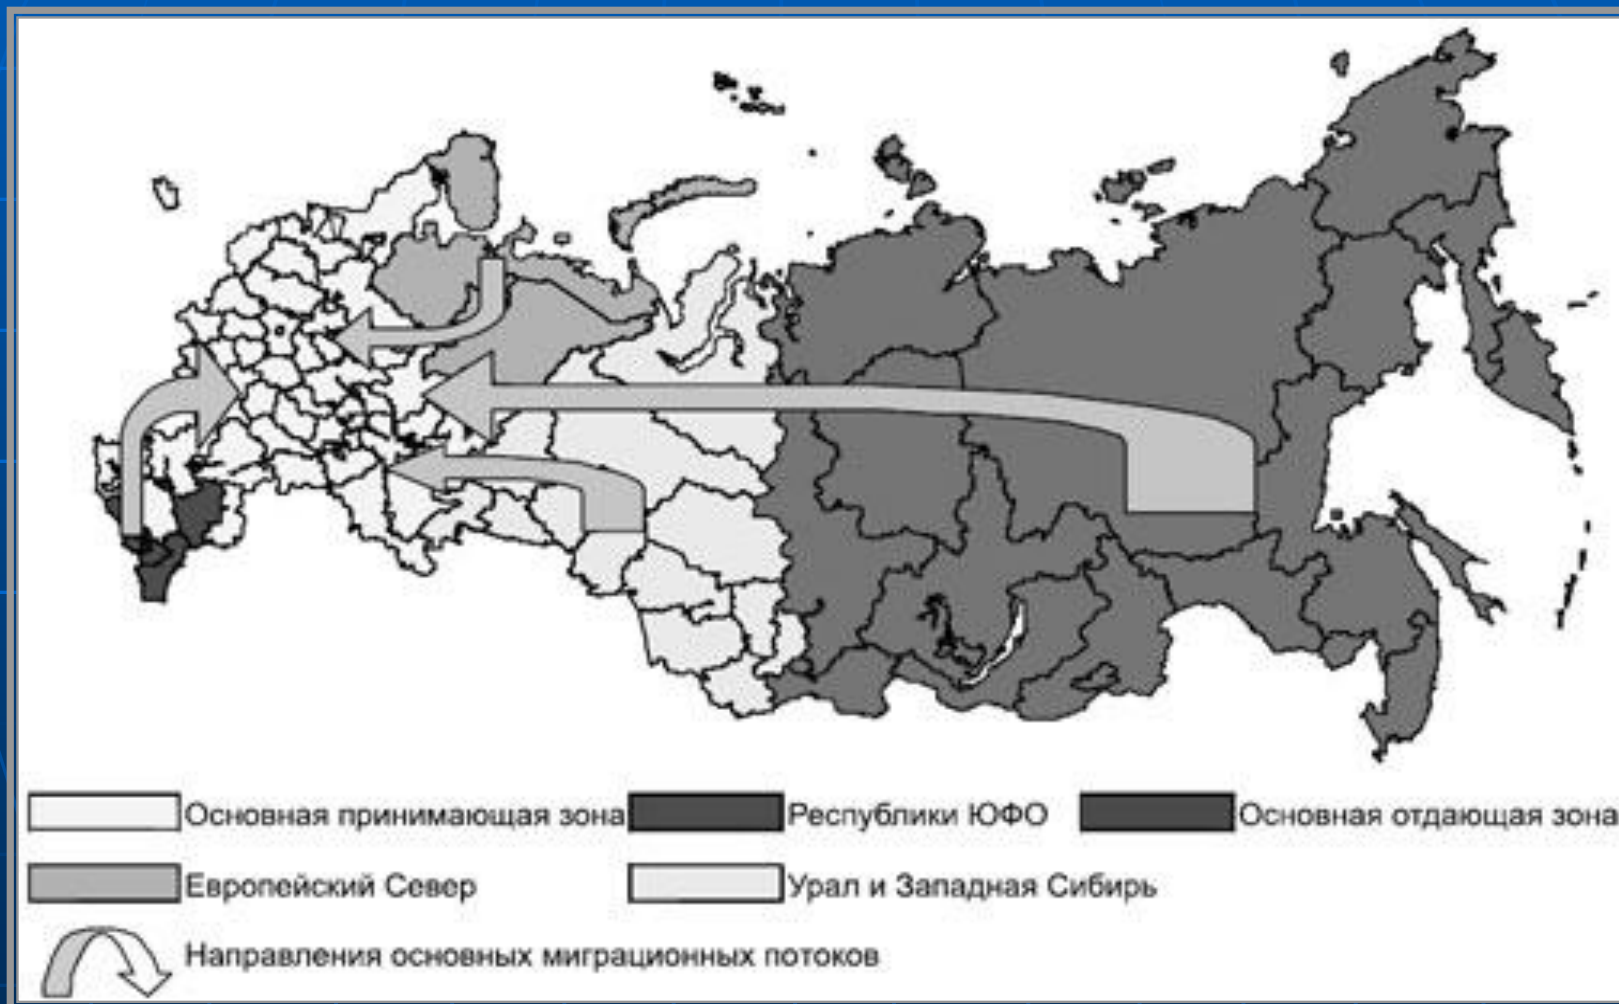 Основная принимающая зона
Республики ЮФО
Основная отдающая зона
Европейский Север
Урал и Западная Сибирь
Направления основных миграционных потоков